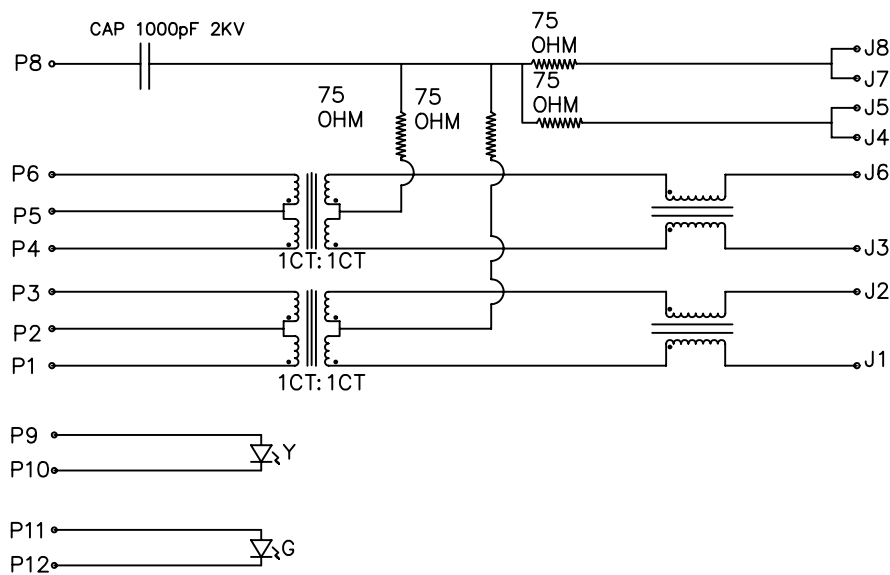 CAP 1000pF 2KV
75
OHM
J8
P8
J7
75
OHM
75
OHM
75
OHM
J5
J4
P6
J6
P5
P4
J3
1CT:1CT
P3
J2
P2
P1
J1
1CT:1CT
P9
Y
P10
P11
G
P12